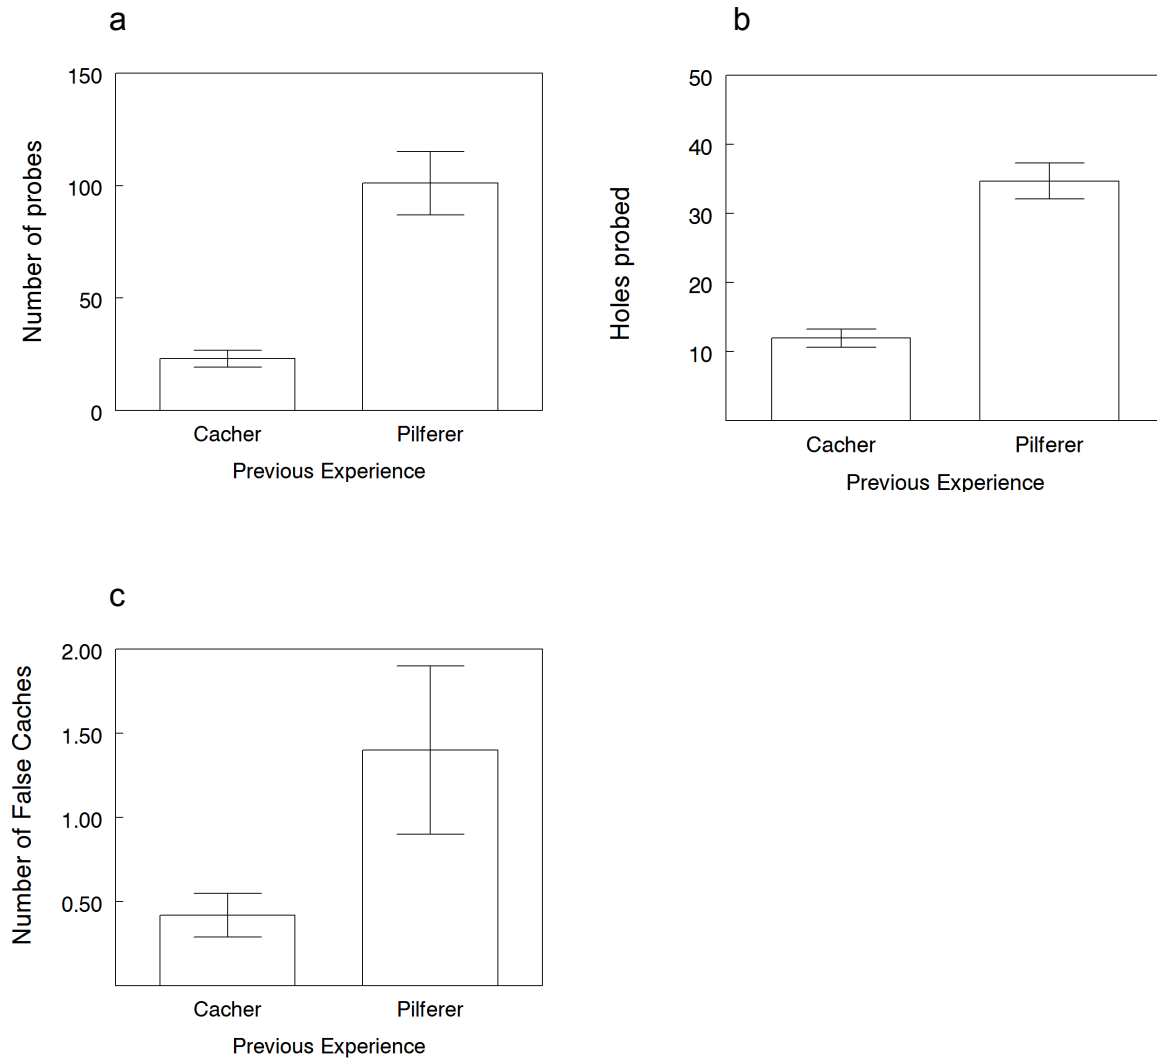 a
150
100
50
0
Number of probes
Cacher Pilferer
Previous Experience
b
50
40
30
20
10
Holes probed
Cacher Pilferer
Previous Experience
c
2.00
1.50
1.00
0.50
Number of False Caches
Cacher Pilferer
Previous Experience